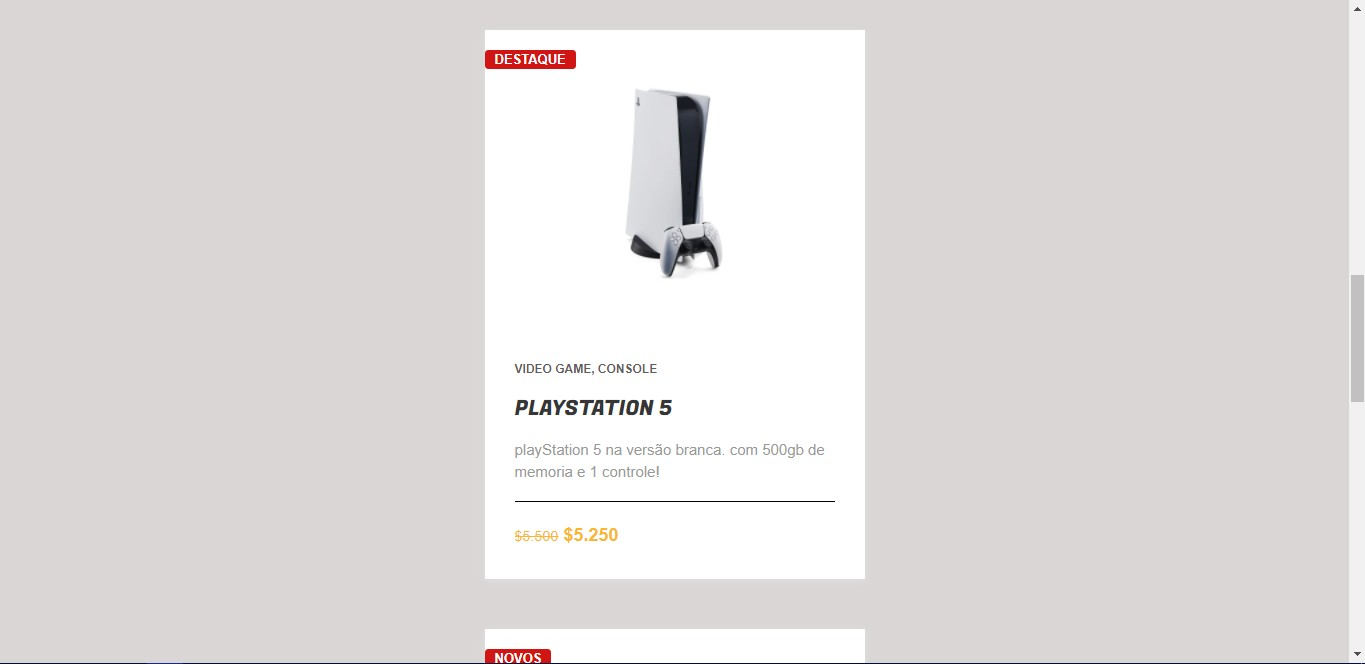 DESTAQUE
VIDEO GAME, CONSOLE
PLAYSTATION 5
playStation 5 na versão branca. com 500gb de
memoria e 1 controle!
$5.500 $5.250
NOVOS